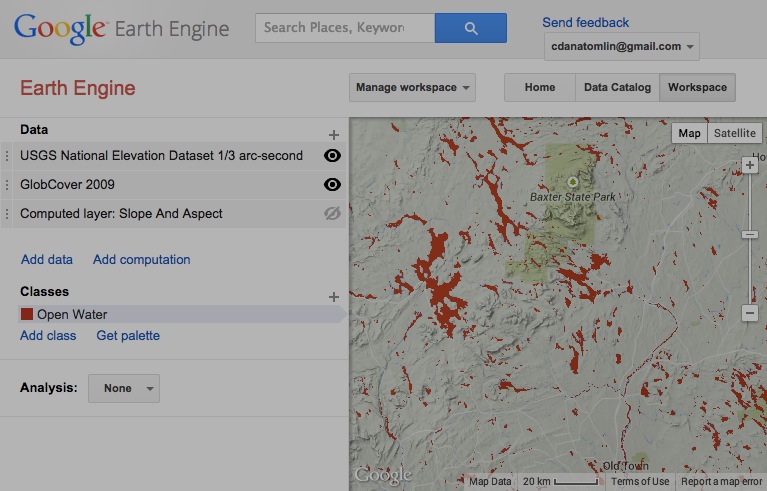 Google Earth Engine
Search Places, Keywor
Send feedback
cdanatomlin@gmail.com
Earth Engine
Manage workspace
Home
Data Catalog
Workspace
Data
USGS National Elevation Dataset 1/3 arc-second
GlobCover 2009
Computed layer: Slope And Aspect
Add data
Add computation
Classes
Open Water
Add class
Get palette
Analysis:
None
Map
Satellite
Ho
Baxter State Park
Old Town
Google
Map Data
20 km
Terms of Use
Report a map error